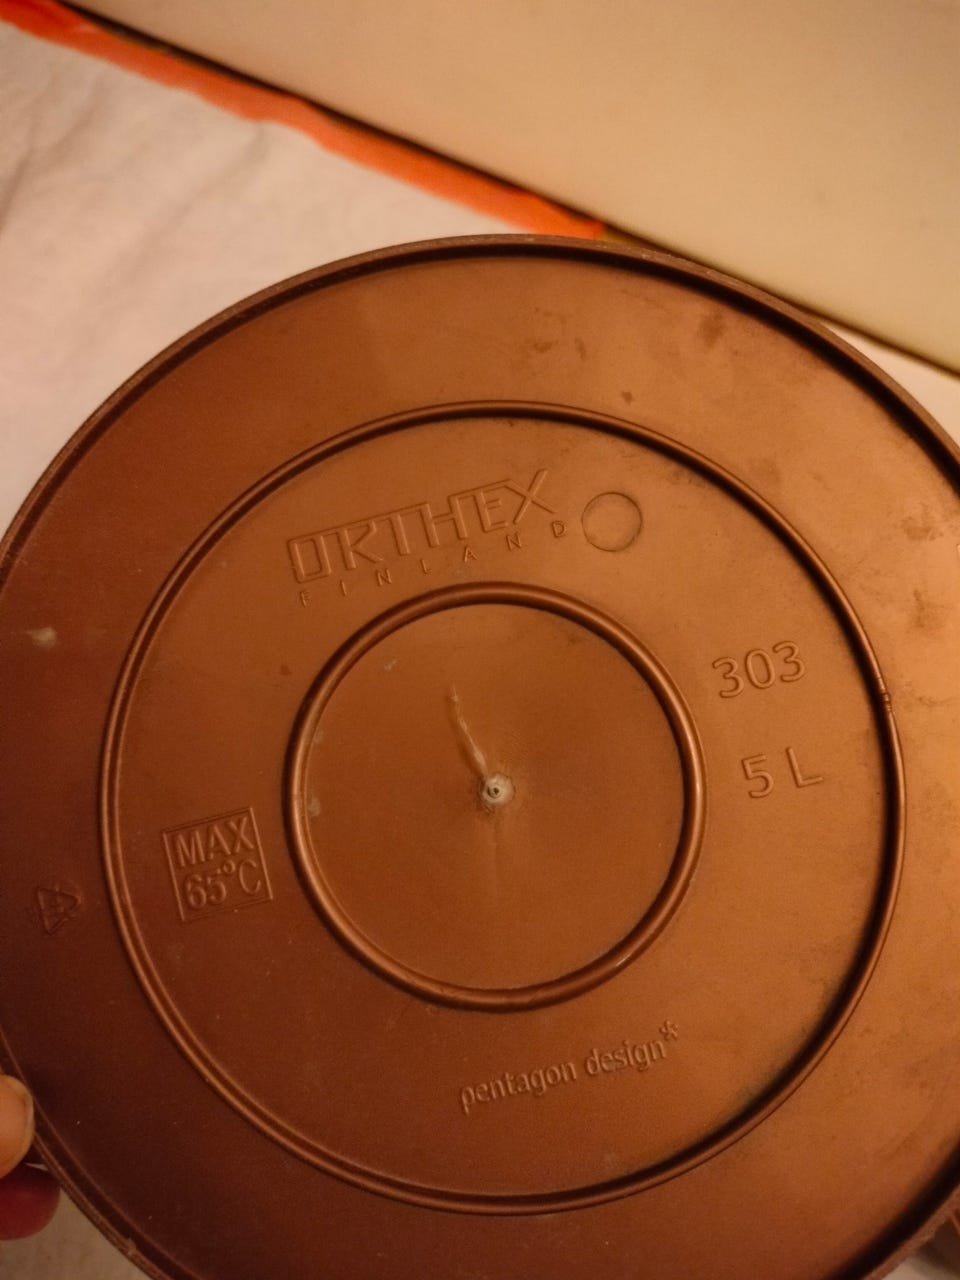 ORTHEX
FINLAND
303
5 L
MAX
65°C
pentagon design*